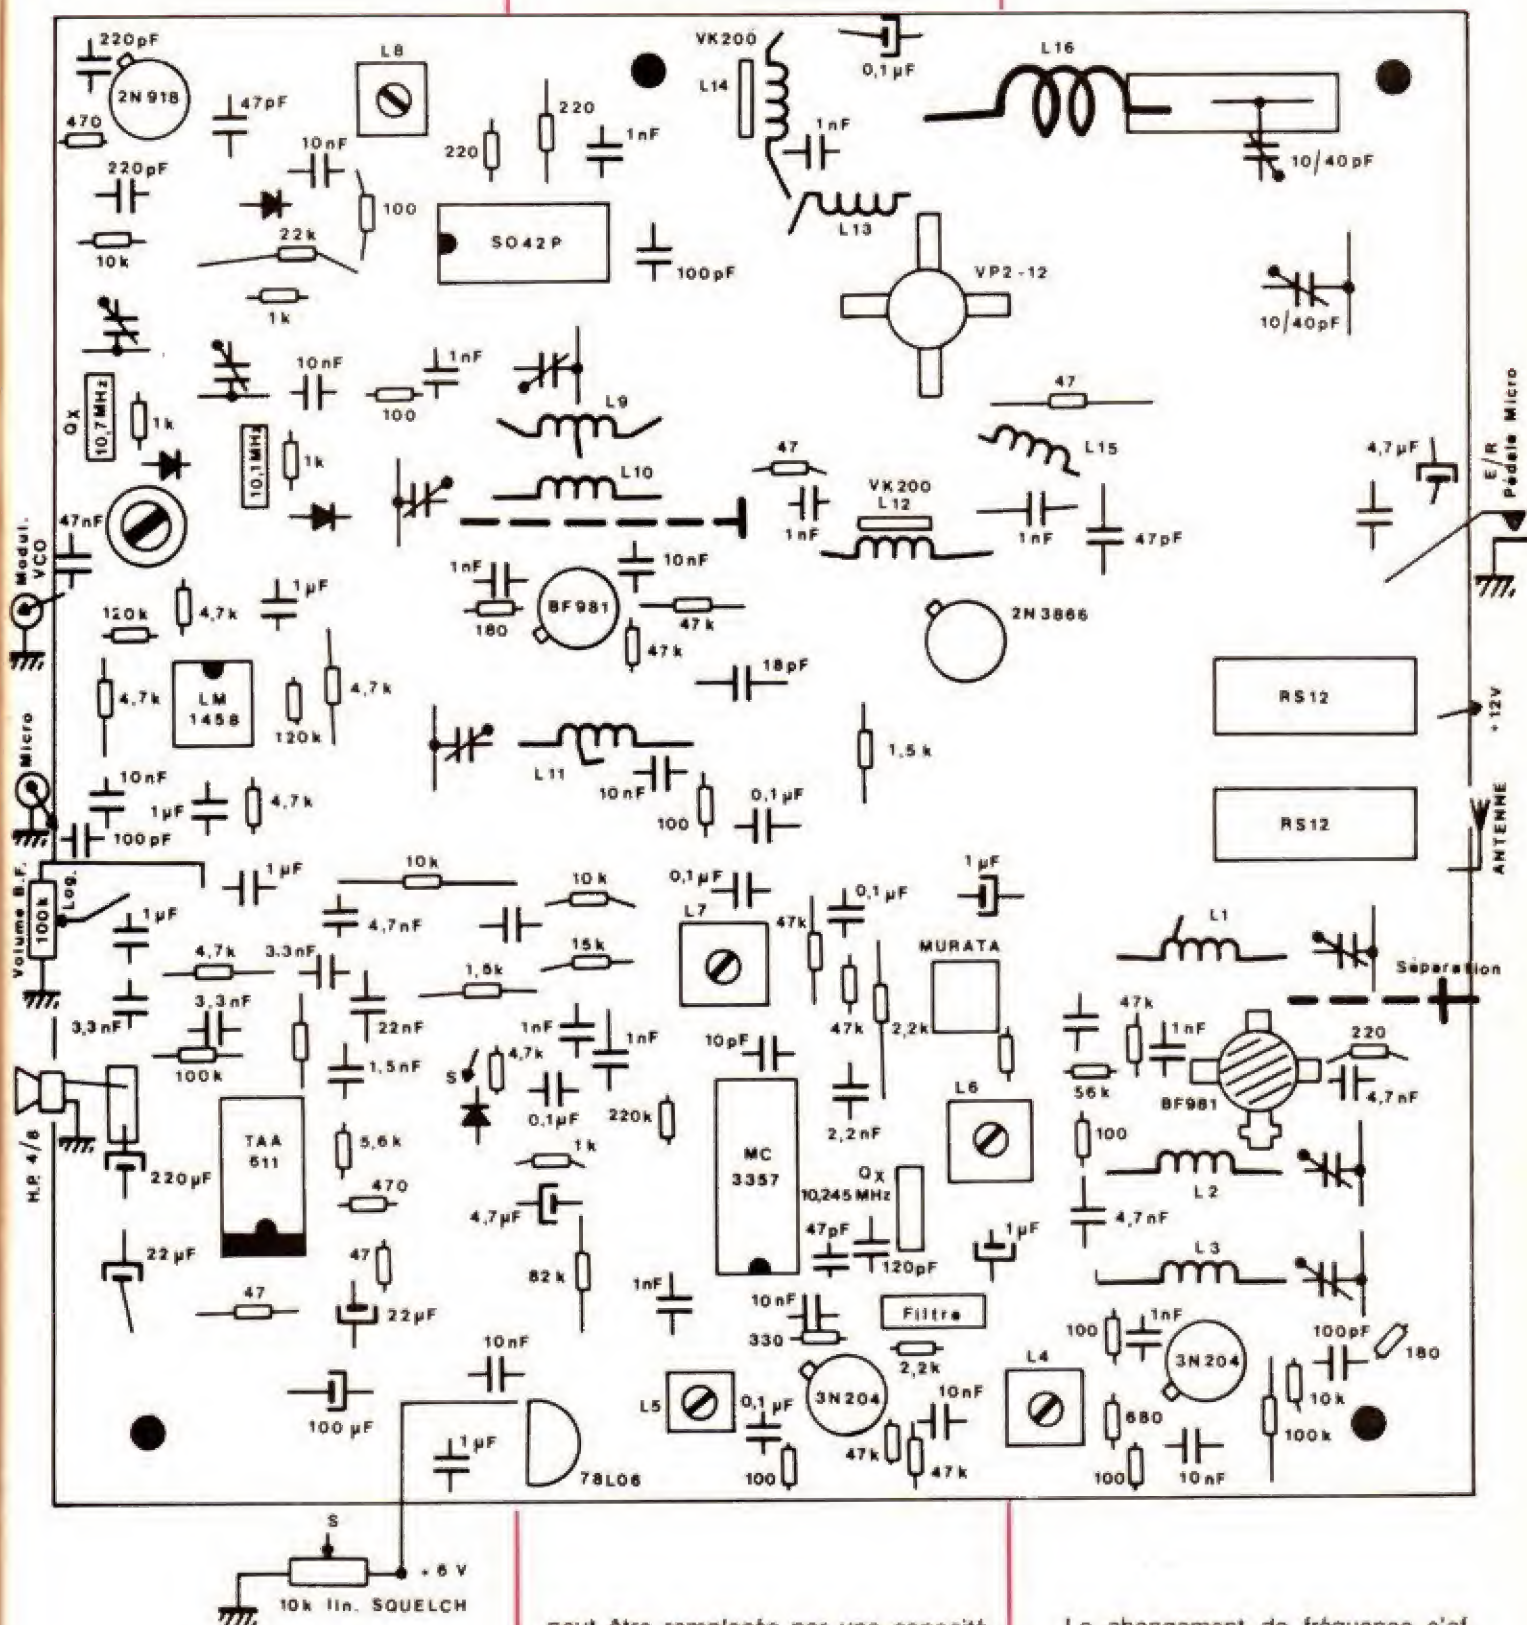 220pF
L8
VK200
0,1µF
L16
2N918
47pF
L14
470
220
1nF
1nF
10nF
220
10/40pF
220pF
100
L13
22k
SO42P
10k
100pF
VP2-12
1k
10/40pF
10nF
1nF
47
QX
10,7MHz
100
L9
1k
4,7µF
E/R
Pédale Micro
10,1MHz
1k
47
L15
L10
VK200
L12
47nF
1nF
1nF
47pF
Modul.
VCO
1µF
1nF
10nF
120k
4,7k
BF981
180
47k
2N3866
47k
4,7k
LM
1458
4,7k
18pF
RS12
+12V
120k
Micro
1,5k
L11
10nF
10nF
0,1µF
1µF
4,7k
100
100pF
RS12
ANTENNE
10k
1µF
1µF
0,1µF
10k
0,1µF
Volume B.F.
100k
Log.
L7
1µF
4,7nF
47k
L1
MURATA
4,7k
3.3nF
15k
Séparation
1,5k
3,3nF
3,3nF
22nF
1nF
1nF
47k
2,2k
47k
1nF
220
10pF
100k
1,5nF
S
4,7k
56k
BF981
4,7nF
L6
0,1µF
220k
2,2nF
100
H.P. 4/8
TAA
611
5,6k
1k
MC
3357
QX
10,245MHz
220µF
470
L2
4,7µF
4,7nF
47pF
1µF
22µF
47
L3
82k
120pF
1nF
47
22µF
10nF
Filtre
1nF
330
100
100pF
180
10nF
2,2k
L4
3N204
L5
0,1µF
3N204
10nF
10k
100µF
680
100k
1µF
47k
47k
78L06
100
100
10nF
S
+6V
10k lin. SQUELCH
peut être remplacée par une capacité
Le changement de fréquence s'ef-